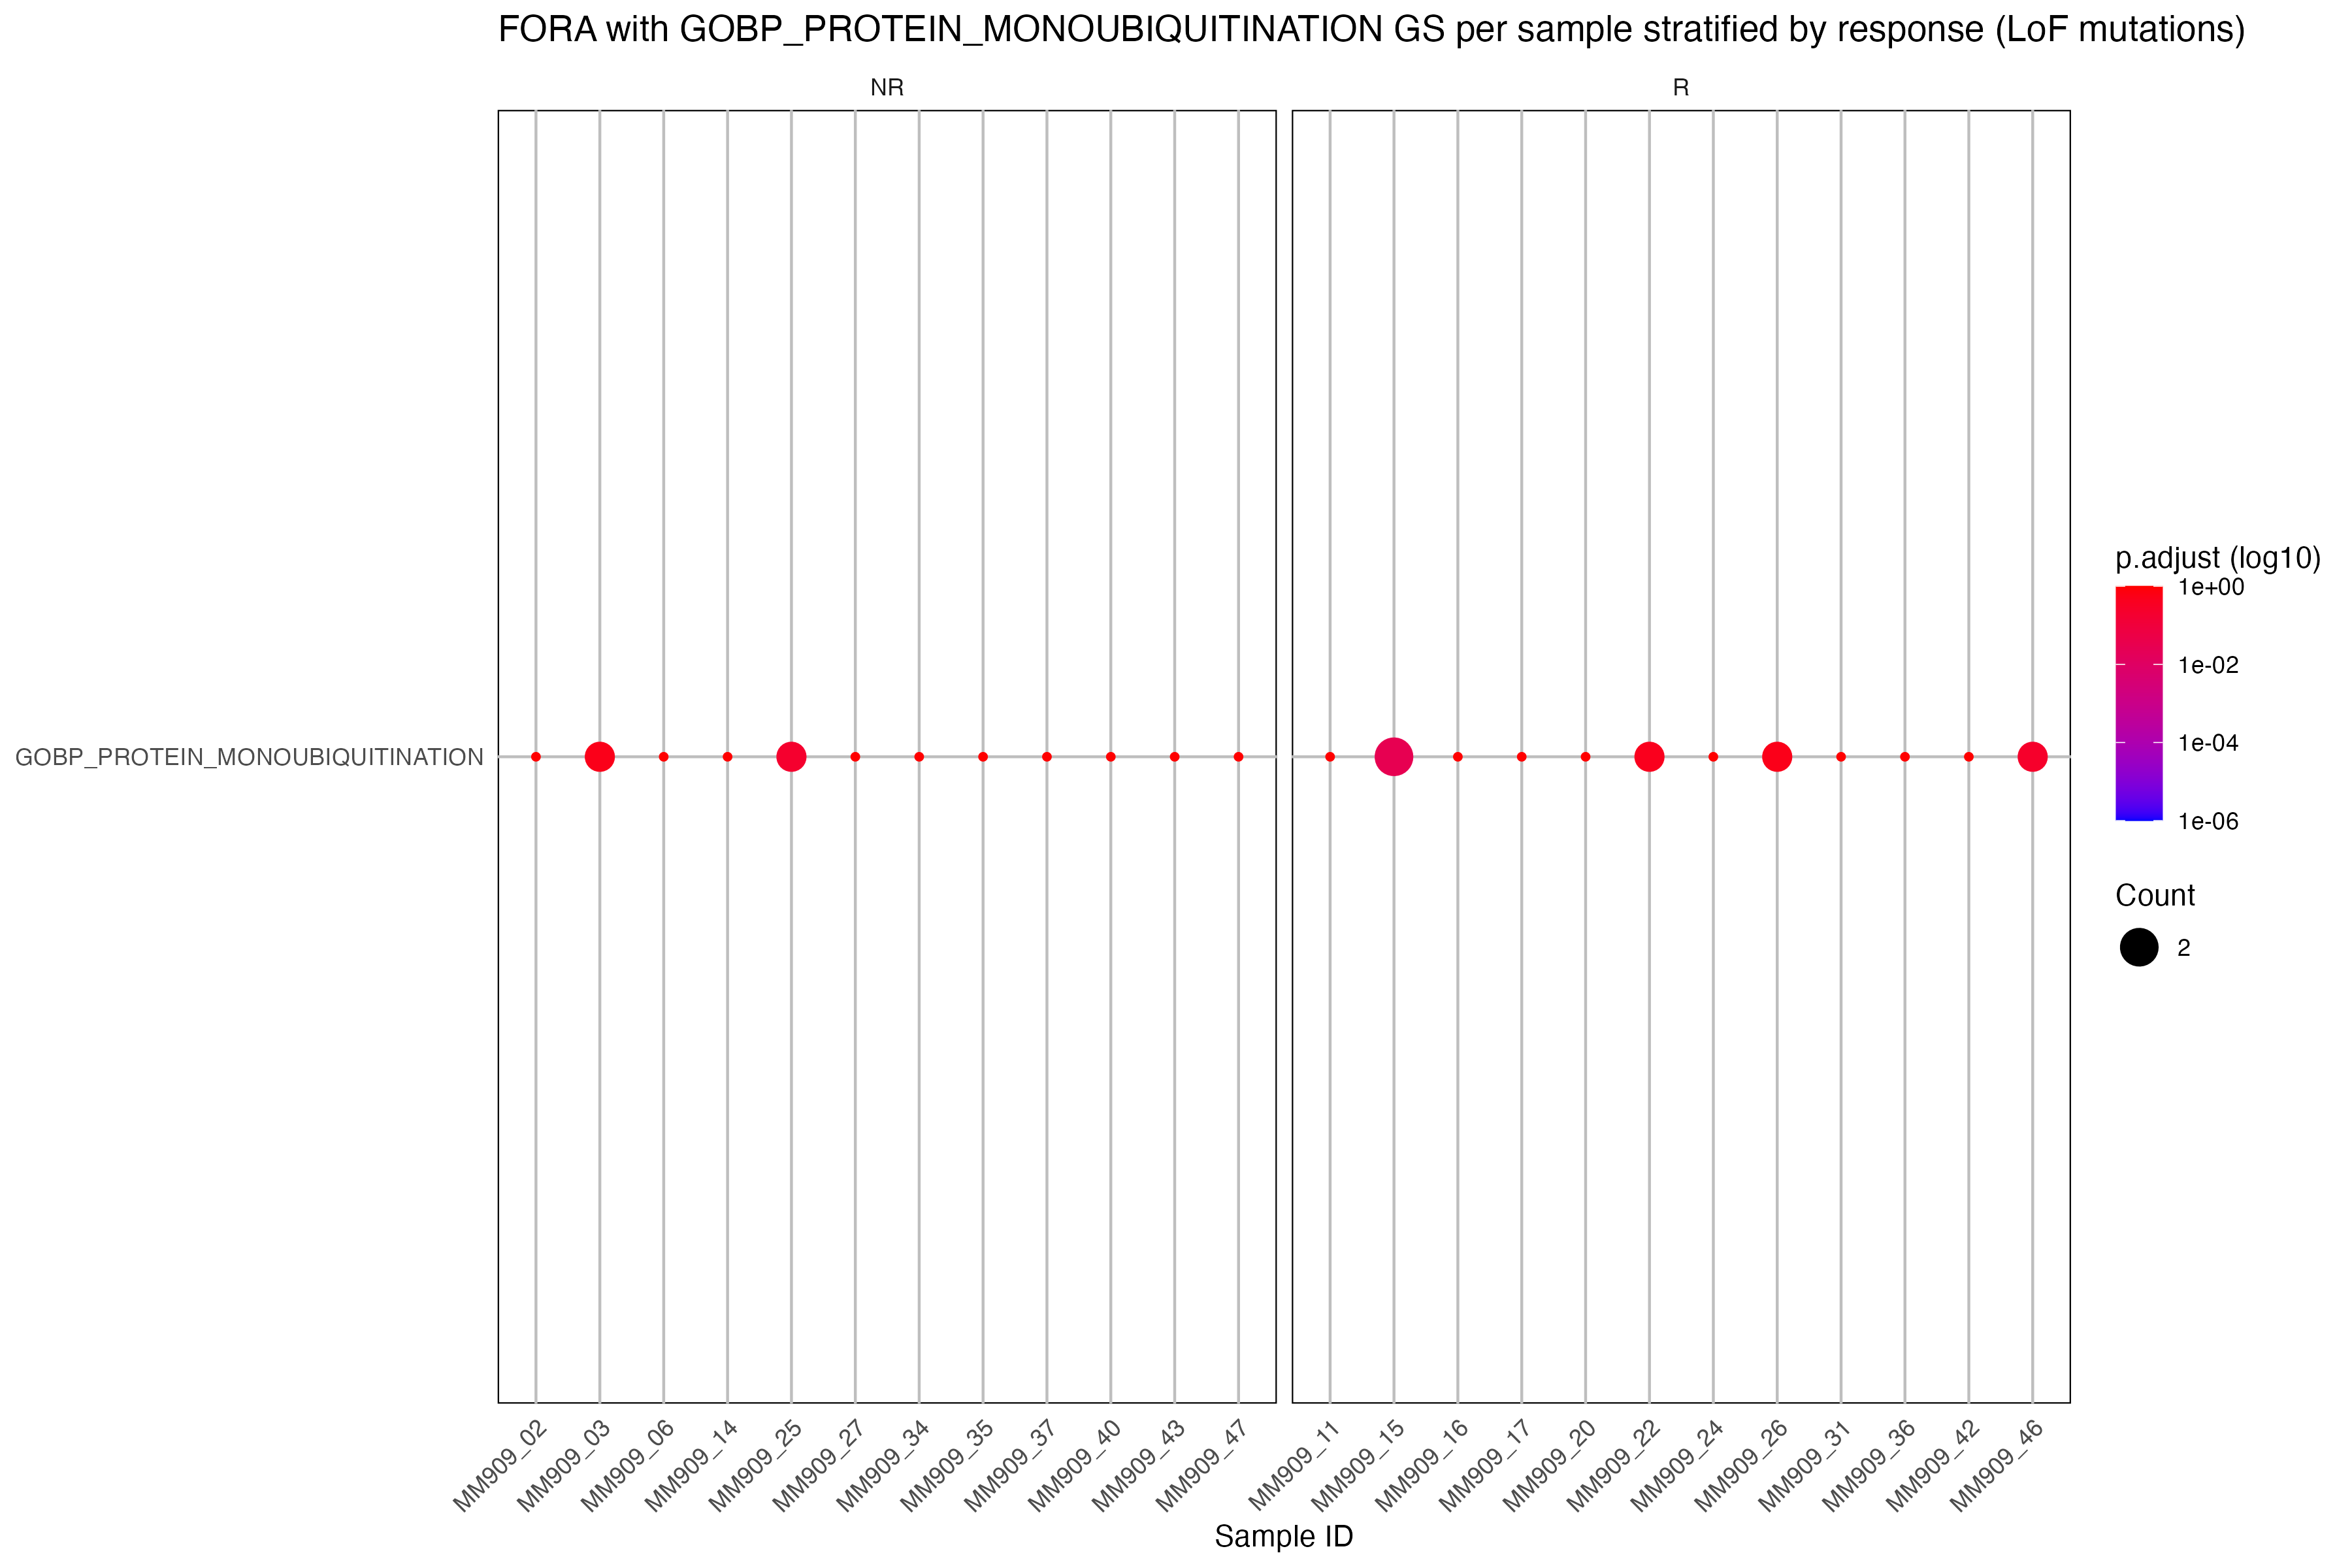 FORA with GOBP_PROTEIN_MONOUBIQUITINATION GS per sample stratified by response (LoF mutations)
NR
R
GOBP_PROTEIN_MONOUBIQUITINATION
p.adjust (log10)
1e+00
1e-02
1e-04
1e-06
Count
2
MM909_02
MM909_03
MM909_06
MM909_14
MM909_25
MM909_27
MM909_34
MM909_35
MM909_37
MM909_40
MM909_43
MM909_47
MM909_11
MM909_15
MM909_16
MM909_17
MM909_20
MM909_22
MM909_24
MM909_26
MM909_31
MM909_36
MM909_42
MM909_46
Sample ID